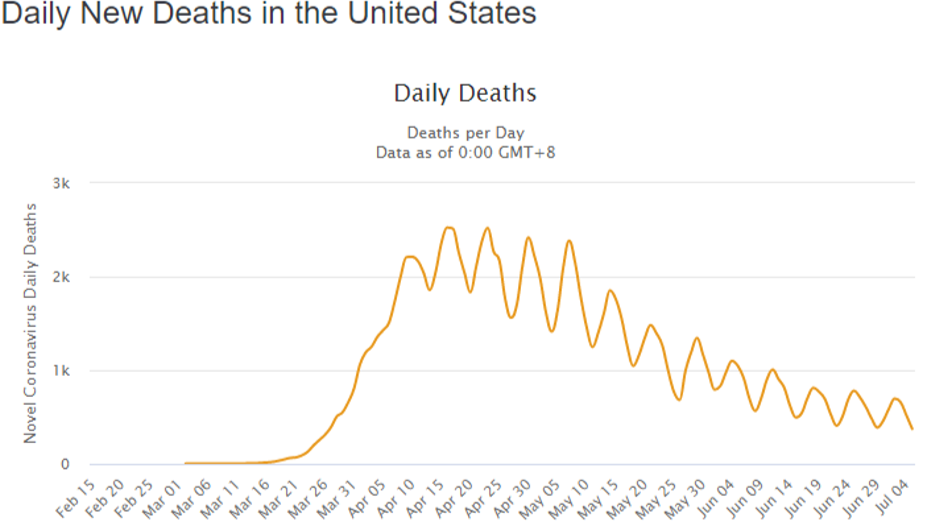 Daily New Deaths in the United States
Daily Deaths
Deaths per Day
Data as of 0:00 GMT+8
Novel Coronavirus Daily Deaths
3k
2k
1k
0
Feb 15
Feb 20
Feb 25
Mar 01
Mar 06
Mar 11
Mar 16
Mar 21
Mar 26
Mar 31
Apr 05
Apr 10
Apr 15
Apr 20
Apr 25
Apr 30
May 05
May 10
May 15
May 20
May 25
May 30
Jun 04
Jun 09
Jun 14
Jun 19
Jun 24
Jun 29
Jul 04